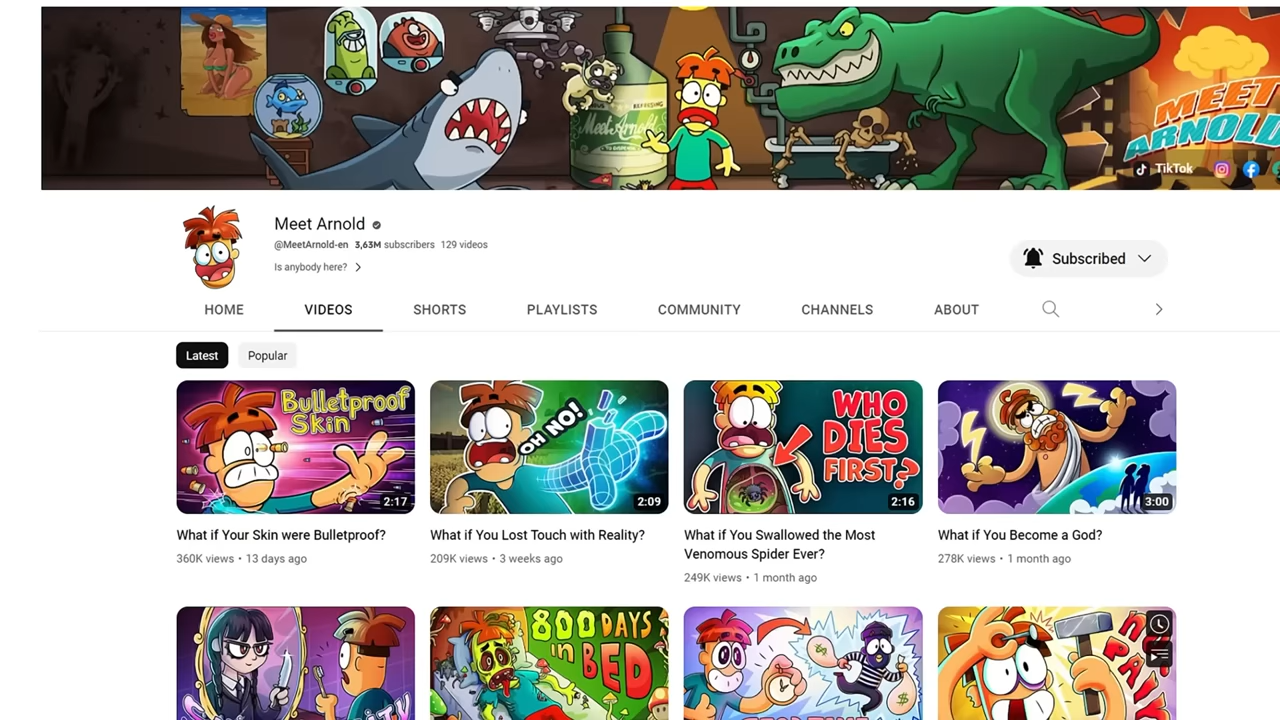 REFRESHING
Meet Arnold
MEET
ARNOLD
TikTok
Meet Arnold
@MeetArnold-en 3,63M subscribers 129 videos
Is anybody here?
Subscribed
HOME VIDEOS SHORTS PLAYLISTS COMMUNITY CHANNELS ABOUT
Latest Popular
Bulletproof
Skin
2:17
OH NO!
2:09
WHO
DIES
FIRST?
2:16
3:00
What if Your Skin were Bulletproof?
360K views • 13 days ago
What if You Lost Touch with Reality?
209K views • 3 weeks ago
What if You Swallowed the Most
Venomous Spider Ever?
249K views • 1 month ago
What if You Become a God?
278K views • 1 month ago
800 DAYS
in BED